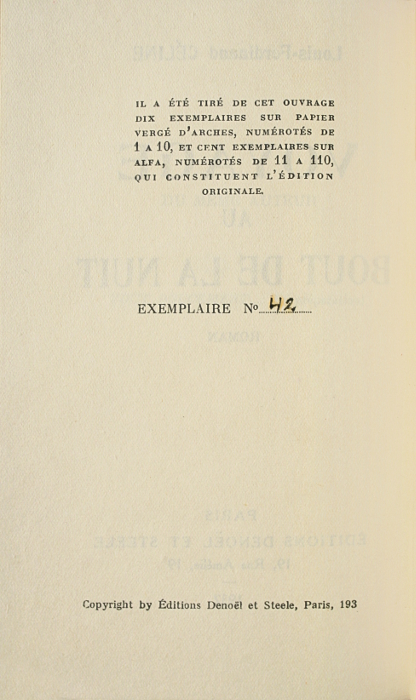 IL A ÉTÉ TIRÉ DE CET OUVRAGE
DIX EXEMPLAIRES SUR PAPIER
VERGÉ D'ARCHES, NUMÉROTÉS DE
1 A 10, ET CENT EXEMPLAIRES SUR
ALFA, NUMÉROTÉS DE 11 A 110,
QUI CONSTITUENT L'ÉDITION
ORIGINALE.
EXEMPLAIRE Nº 42
Copyright by Éditions Denoël et Steele, Paris, 193